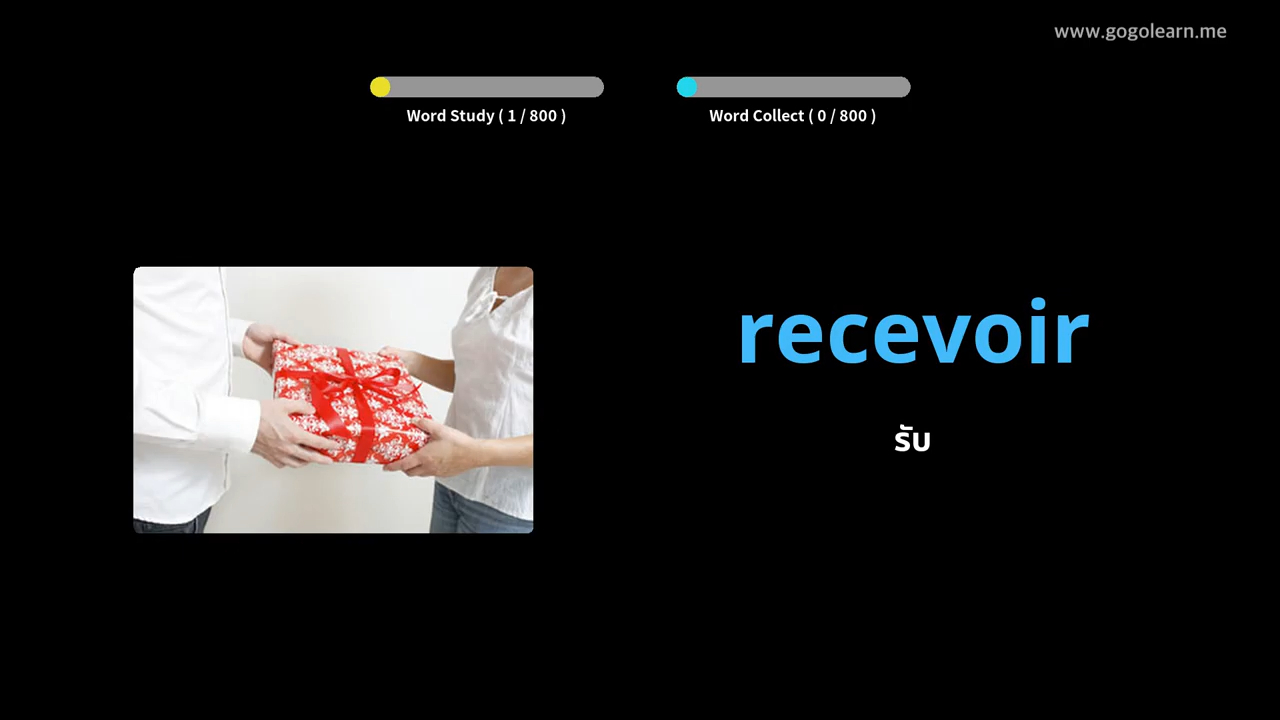 www.gogolearn.me
Word Study ( 1 / 800 )
Word Collect ( 0 / 800 )
recevoir
รับ